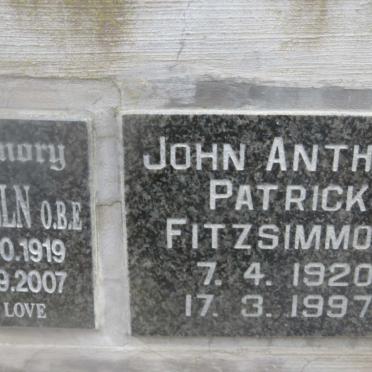 mory
LN O.B.E
0.1919
9.2007
LOVE
JOHN ANTH
PATRICK
FITZSIMMO
7. 4. 1920
17. 3. 1997